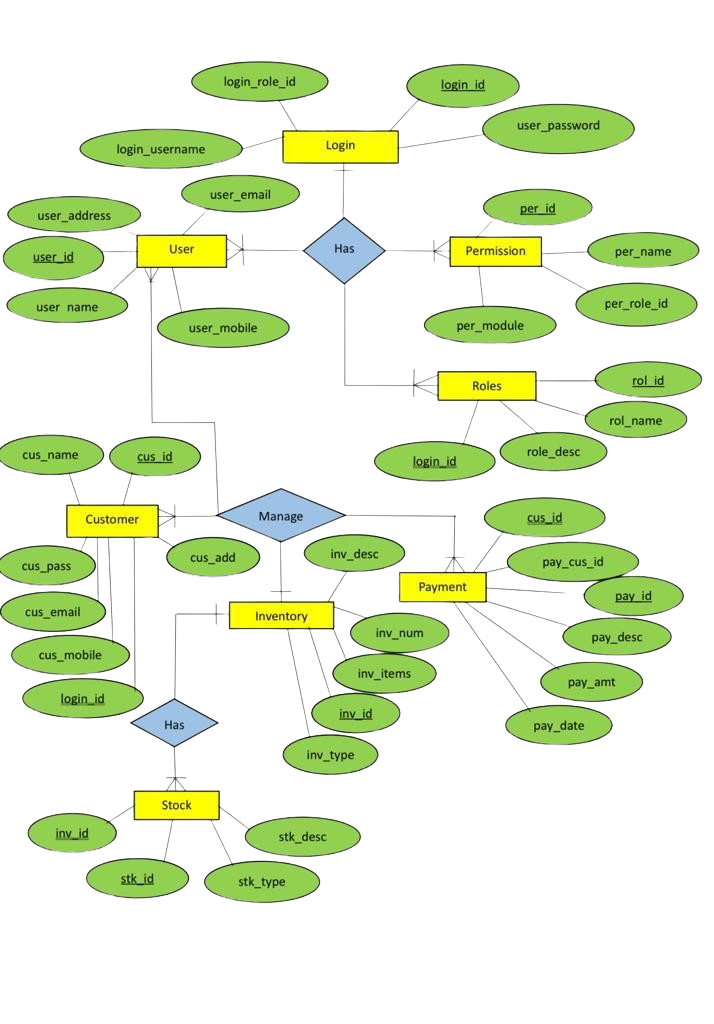 login_role_id
login_id
user_password
Login
login_username
user_email
user_address
per_id
User
Has
Permission
user_id
per_name
user name
per_role_id
user_mobile
per_module
Roles
rol_id
rol_name
role_desc
login_id
cus_name
cus_id
Customer
Manage
cus_id
cus_add
inv_desc
pay_cus_id
cus_pass
Payment
pay_id
cus_email
Inventory
inv_num
pay_desc
cus_mobile
inv_items
pay_amt
login_id
inv_id
pay_date
Has
inv_type
Stock
inv_id
stk_desc
stk_id
stk_type